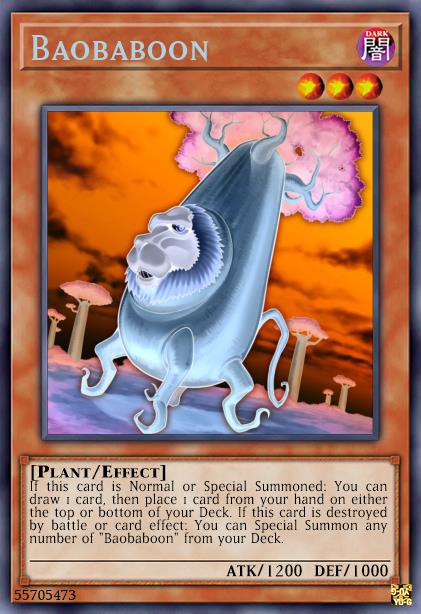 BAOBABOON
DARK
闇
[PLANT/EFFECT]
If this card is Normal or Special Summoned: You can
draw 1 card, then place 1 card from your hand on either
the top or bottom of your Deck. If this card is destroyed
by battle or card effect: You can Special Summon any
number of "Baobaboon" from your Deck.
ATK/1200 DEF/1000
55705473